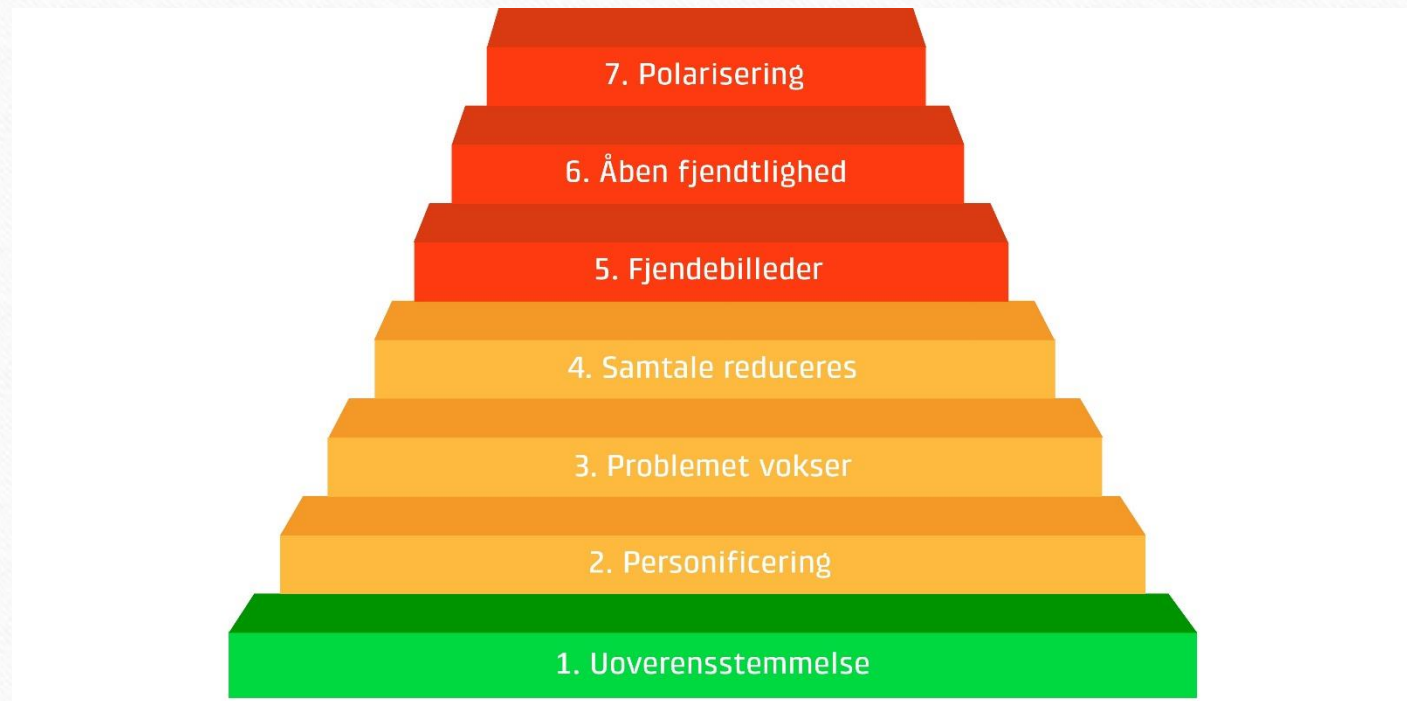 7. Polarisering
6. Åben fjendtlighed
5. Fjendebilleder
4. Samtale reduceres
3. Problemet vokser
2. Personificering
1. Uoverensstemmelse